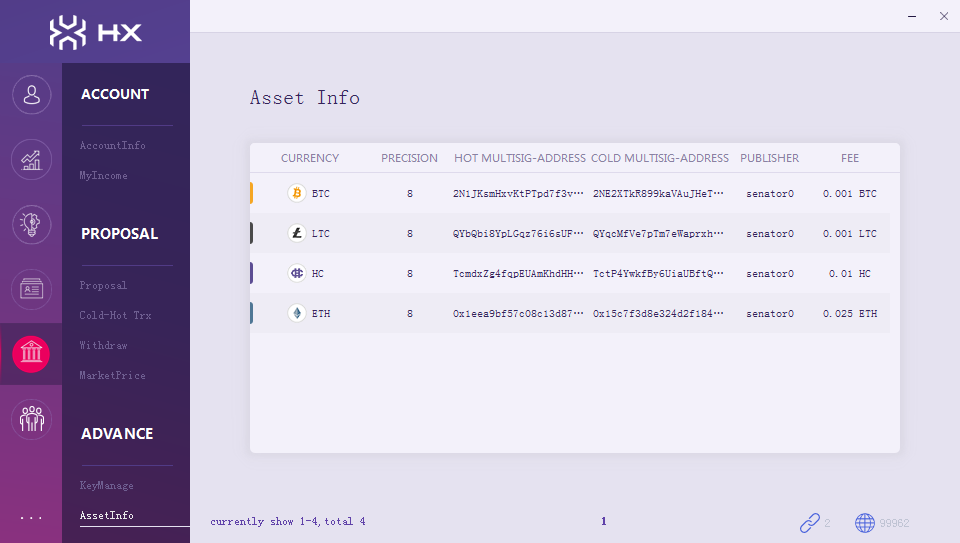 HX
ACCOUNT
AccountInfo
MyIncome
PROPOSAL
Proposal
Cold-Hot Trx
Withdraw
MarketPrice
ADVANCE
KeyManage
AssetInfo
...
Asset Info
CURRENCY PRECISION HOT MULTISIG-ADDRESS COLD MULTISIG-ADDRESS PUBLISHER FEE
BTC 8 2N1JKsmHxvKtPTpd7f3v··· 2NE2XTkR899kaVAuJHeT··· senator0 0.001 BTC
LTC 8 QYbQbi8YpLGqz76i6sUF··· QYqcMfVe7pTm7eWaprxh··· senator0 0.001 LTC
HC 8 TcmdxZg4fqpEUAmKhdHH··· TctP4YwkfBy6UiaUBftQ··· senator0 0.01 HC
ETH 8 0x1eea9bf57c08c13d87··· 0x15c7f3d8e324d2f184··· senator0 0.025 ETH
currently show 1-4,total 4 1 2 99962